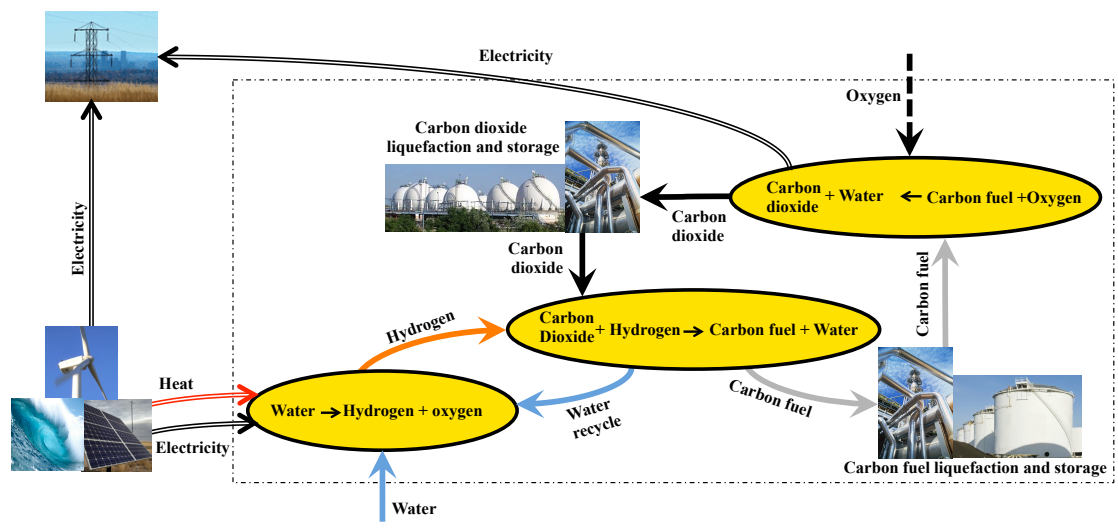 Electricity
Oxygen
Carbon dioxide
liquefaction and storage
Carbon
dioxide + Water ← Carbon fuel +Oxygen
Carbon
dioxide
Carbon
dioxide
Electricity
Carbon fuel
Hydrogen
Carbon
Dioxide + Hydrogen → Carbon fuel + Water
Heat
Water → Hydrogen + oxygen
Carbon fuel
Water
recycle
Electricity
Carbon fuel liquefaction and storage
Water